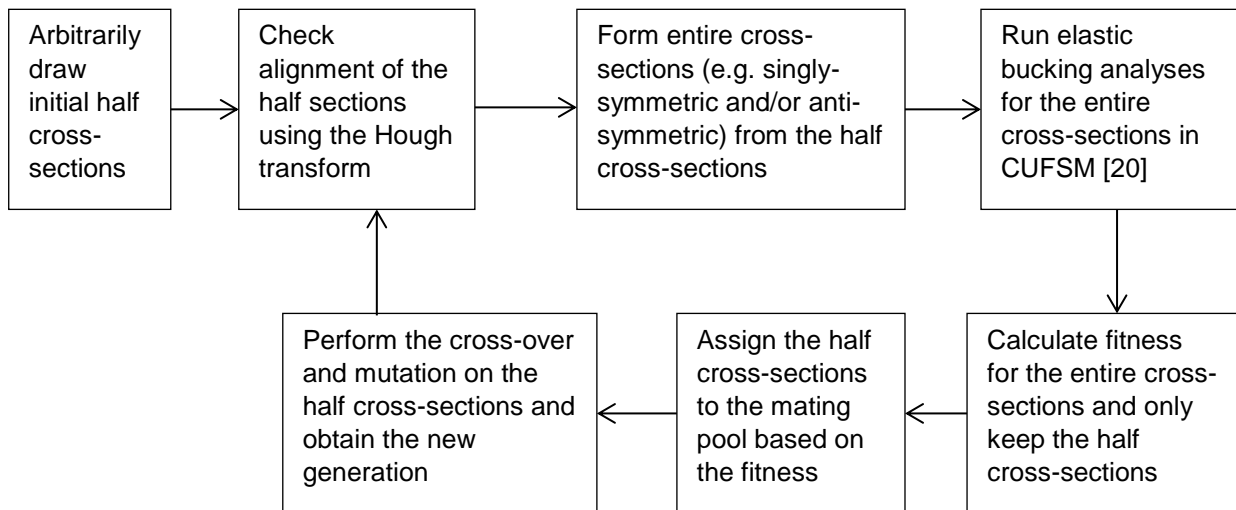 Arbitrarily
draw
initial half
cross-
sections
Check
alignment of the
half sections
using the Hough
transform
Form entire cross-
sections (e.g. singly-
symmetric and/or anti-
symmetric) from the half
cross-sections
Run elastic
bucking analyses
for the entire
cross-sections in
CUFSM [20]
Calculate fitness
for the entire cross-
sections and only
keep the half
cross-sections
Assign the half
cross-sections
to the mating
pool based on
the fitness
Perform the cross-over
and mutation on the
half cross-sections and
obtain the new
generation